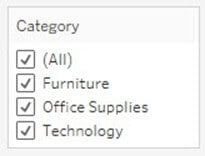 Category
(All)
Furniture
Office Supplies
Technology